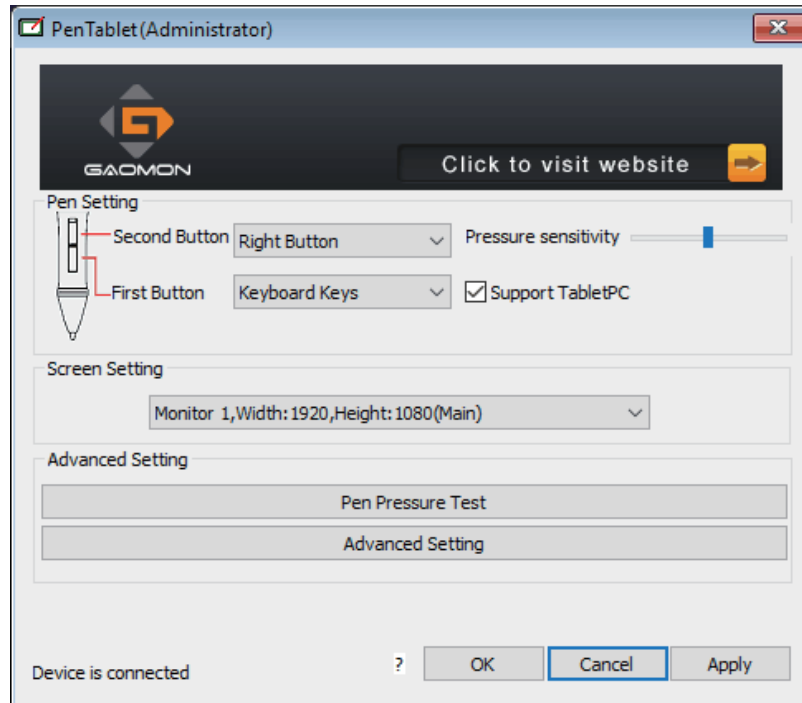 PenTablet(Administrator)
GAOMON
Click to visit website
Pen Setting
Second Button Right Button Pressure sensitivity
First Button Keyboard Keys Support TabletPC
Screen Setting
Monitor 1,Width:1920,Height:1080(Main)
Advanced Setting
Pen Pressure Test
Advanced Setting
Device is connected ? OK Cancel Apply